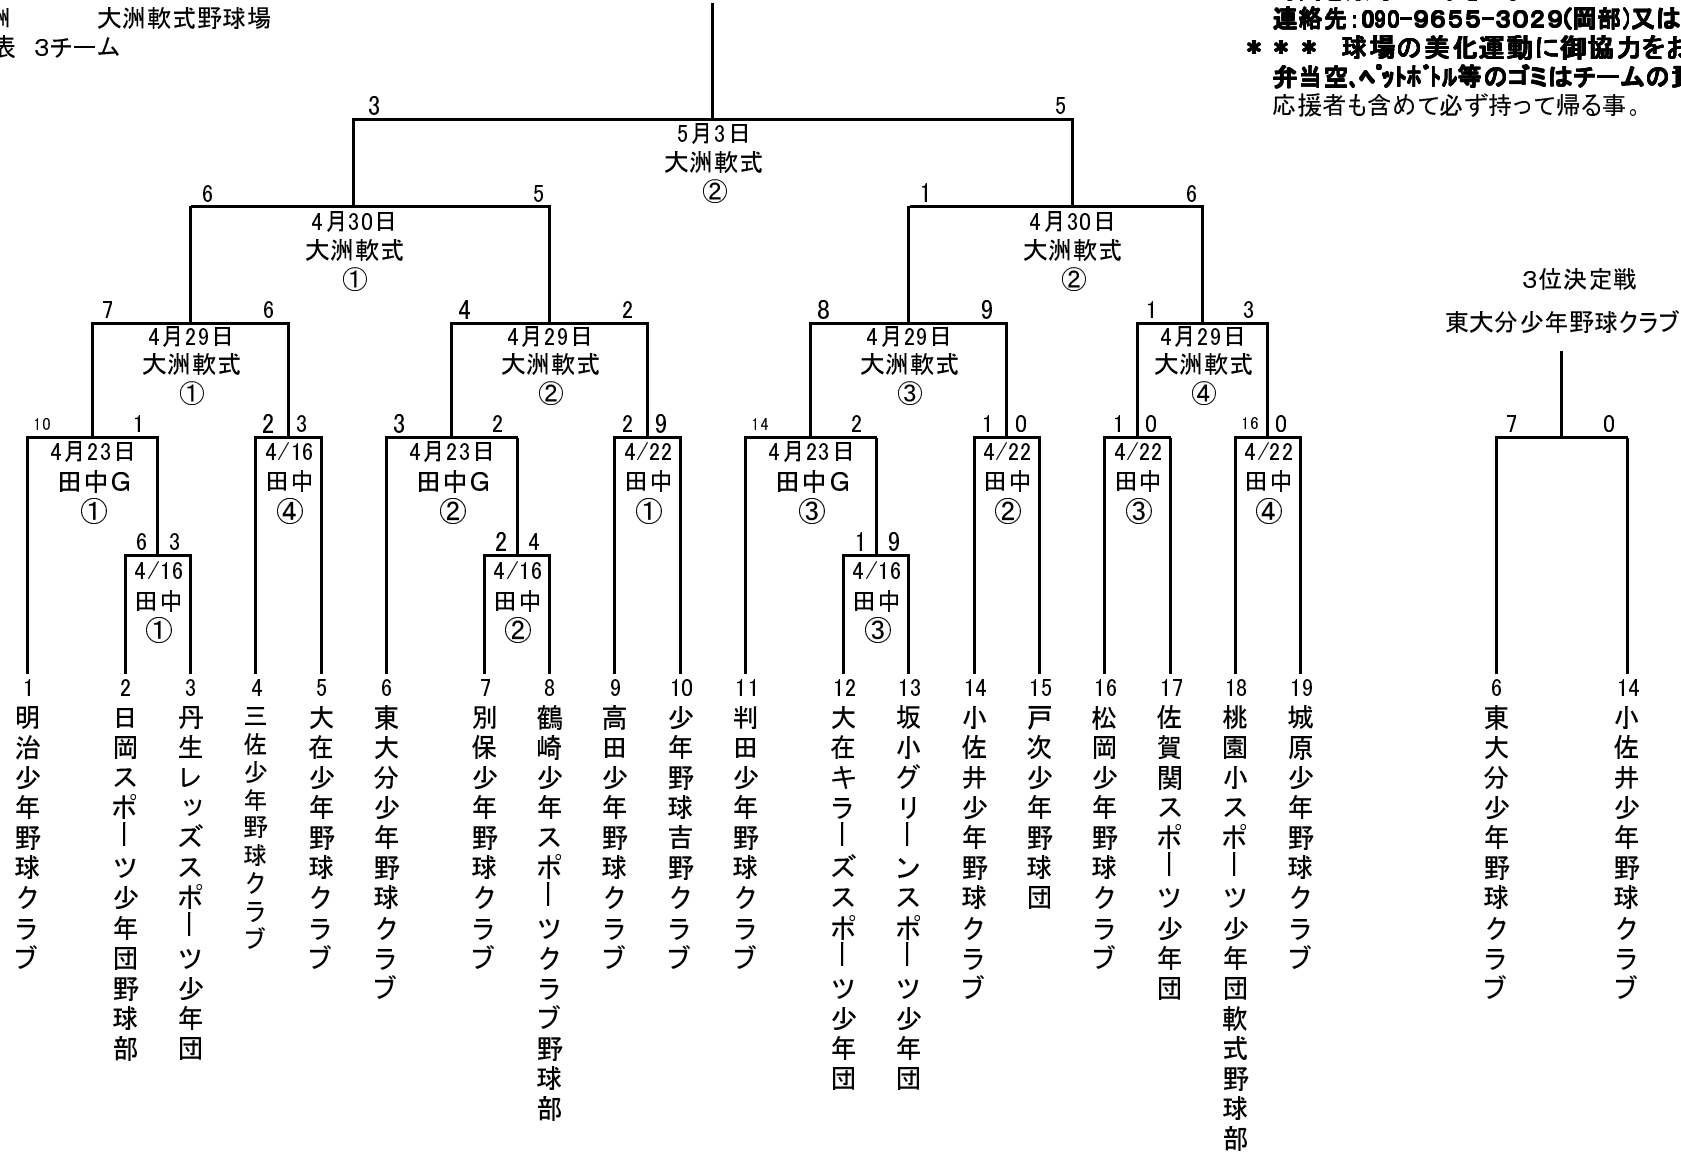 大洲軟式野球場
表 3チーム
連絡先:090-9655-3029(岡部)又は
*** 球場の美化運動に御協力をお
弁当空、ペットボトル等のゴミはチームの責
応援者も含めて必ず持って帰る事。
3 5
5月3日
大洲軟式
②
6 5 1 6
4月30日 4月30日
大洲軟式 大洲軟式
① ②
3位決定戦
東大分少年野球クラブ
7 6 4 2 8 9 1 3
4月29日 4月29日 4月29日 4月29日
大洲軟式 大洲軟式 大洲軟式 大洲軟式
① ② ③ ④
10 1 2 3 3 2 2 9 14 2 1 0 1 0 16 0 7 0
4月23日 4/16 4月23日 4/22 4月23日 4/22 4/22 4/22
田中G 田中 田中G 田中 田中G 田中 田中 田中
① ④ ② ① ③ ② ③ ④
6 3 2 4 1 9
4/16 4/16 4/16
田中 田中 田中
① ② ③
1 明治少年野球クラブ
2 日岡スポーツ少年団野球部
3 丹生レッズスポーツ少年団
4 三佐少年野球クラブ
5 大在少年野球クラブ
6 東大分少年野球クラブ
7 別保少年野球クラブ
8 鶴崎少年スポーツクラブ野球部
9 高田少年野球クラブ
10 少年野球吉野クラブ
11 判田少年野球クラブ
12 大在キラーズスポーツ少年団
13 坂小グリーンスポーツ少年団
14 小佐井少年野球クラブ
15 戸次少年野球団
16 松岡少年野球クラブ
17 佐賀関スポーツ少年団
18 桃園小スポーツ少年団軟式野球部
19 城原少年野球クラブ
6 東大分少年野球クラブ
14 小佐井少年野球クラブ